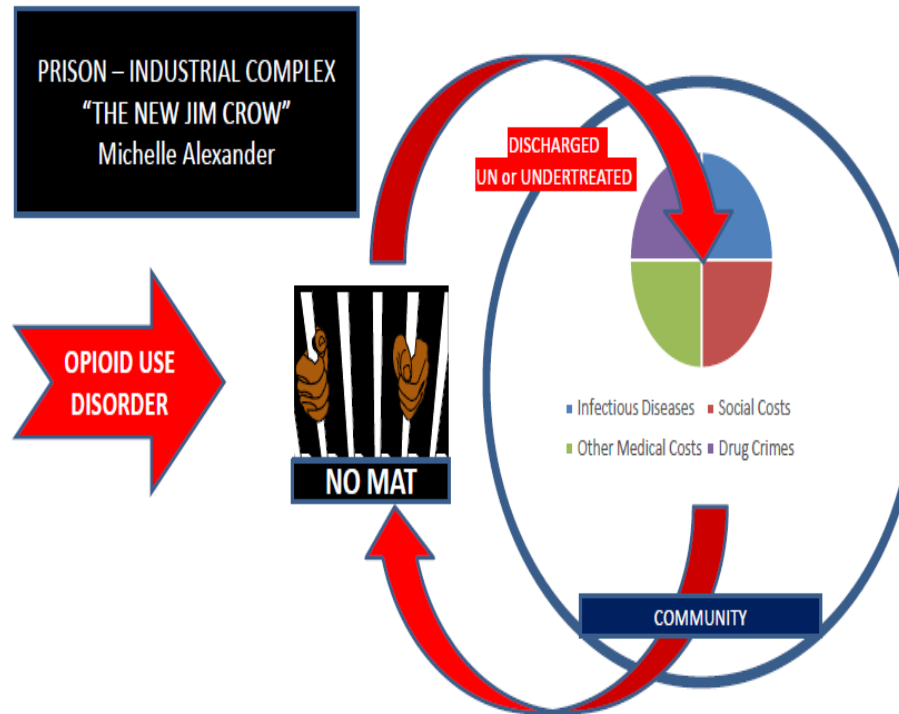 PRISON – INDUSTRIAL COMPLEX
“THE NEW JIM CROW”
Michelle Alexander
DISCHARGED
UN or UNDERTREATED
OPIOID USE
DISORDER
NO MAT
Infectious Diseases
Social Costs
Other Medical Costs
Drug Crimes
COMMUNITY